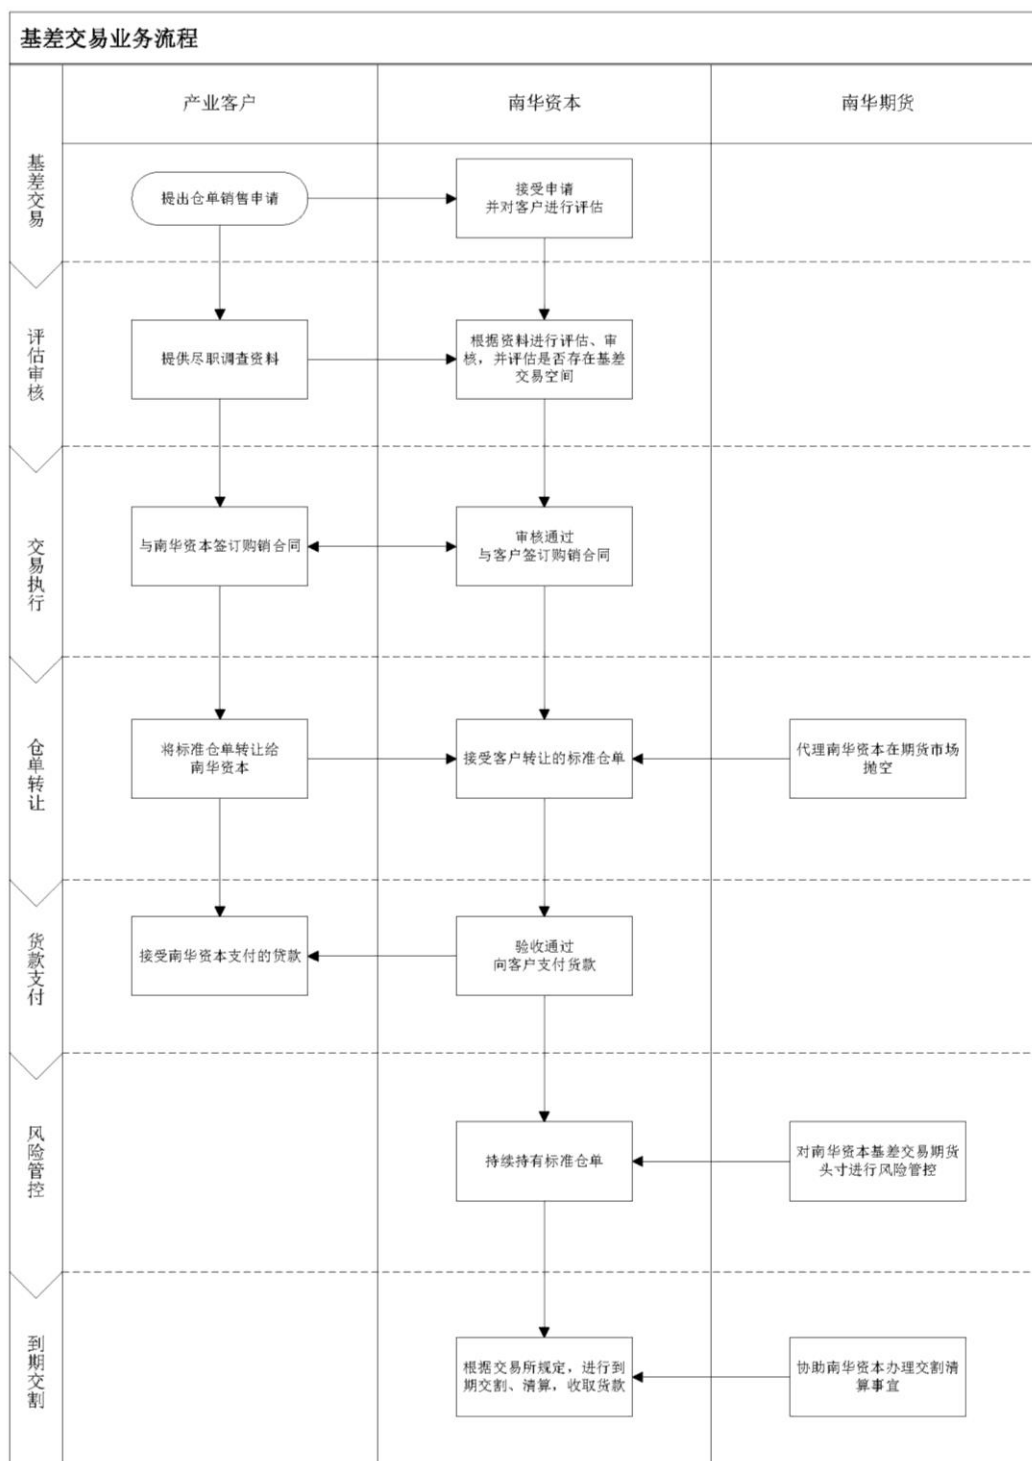 基差交易业务流程
产业客户
南华资本
南华期货
基差交易
提出仓单销售申请
接受申请
并对客户进行评估
评估审核
提供尽职调查资料
根据资料进行评估、审
核，并评估是否存在基差
交易空间
交易执行
与南华资本签订购销合同
审核通过
与客户签订购销合同
仓单转让
将标准仓单转让给
南华资本
接受客户转让的标准仓单
代理南华资本在期货市场
抛空
货款支付
接受南华资本支付的贷款
验收通过
向客户支付货款
风险管控
持续持有标准仓单
对南华资本基差交易期货
头寸进行风险管控
到期交割
根据交易所规定，进行到
期交割、清算，收取货款
协助南华资本办理交割清
算事宜